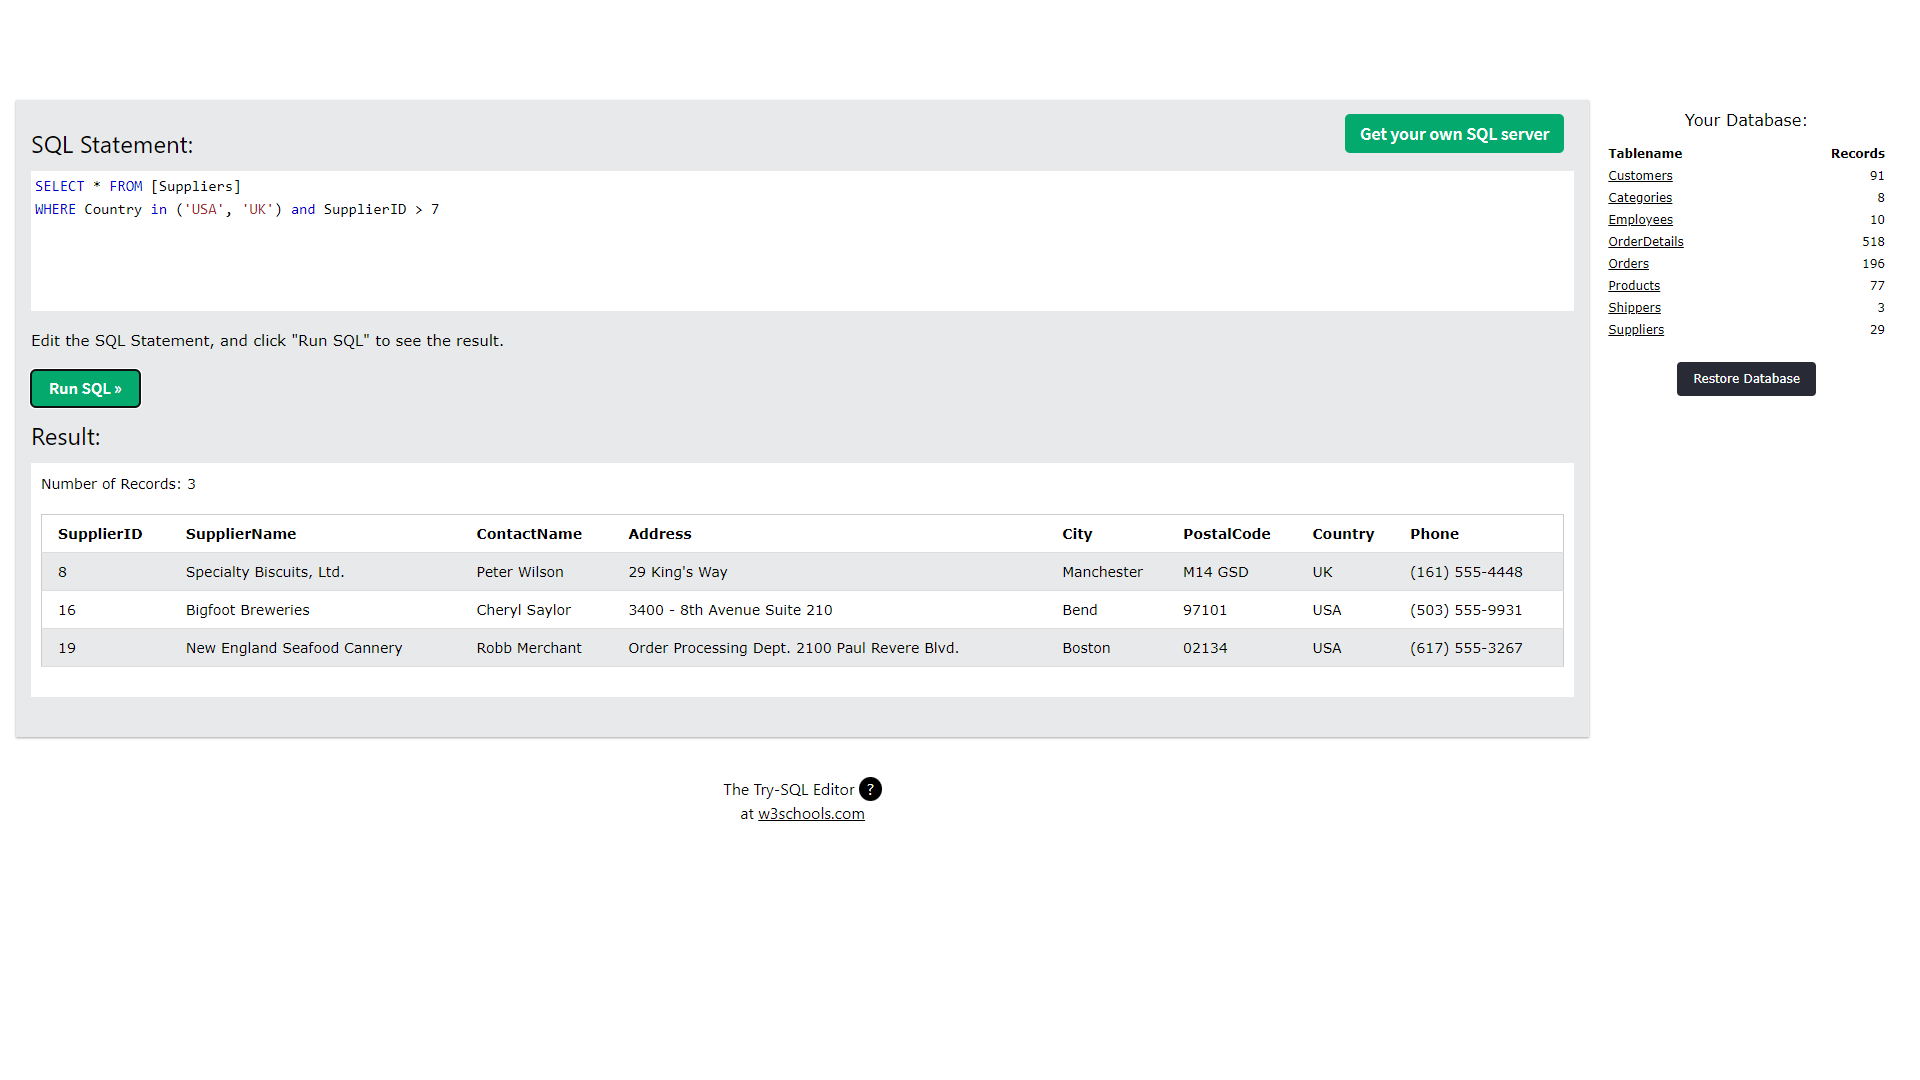 SQL Statement:
Get your own SQL server
SELECT * FROM [Suppliers]
WHERE Country in ('USA', 'UK') and SupplierID > 7
Edit the SQL Statement, and click "Run SQL" to see the result.
Run SQL »
Result:
Number of Records: 3
SupplierID SupplierName ContactName Address City PostalCode Country Phone
8 Specialty Biscuits, Ltd. Peter Wilson 29 King's Way Manchester M14 GSD UK (161) 555-4448
16 Bigfoot Breweries Cheryl Saylor 3400 - 8th Avenue Suite 210 Bend 97101 USA (503) 555-9931
19 New England Seafood Cannery Robb Merchant Order Processing Dept. 2100 Paul Revere Blvd. Boston 02134 USA (617) 555-3267
The Try-SQL Editor ?
at w3schools.com
Your Database:
Tablename Records
Customers 91
Categories 8
Employees 10
OrderDetails 518
Orders 196
Products 77
Shippers 3
Suppliers 29
Restore Database